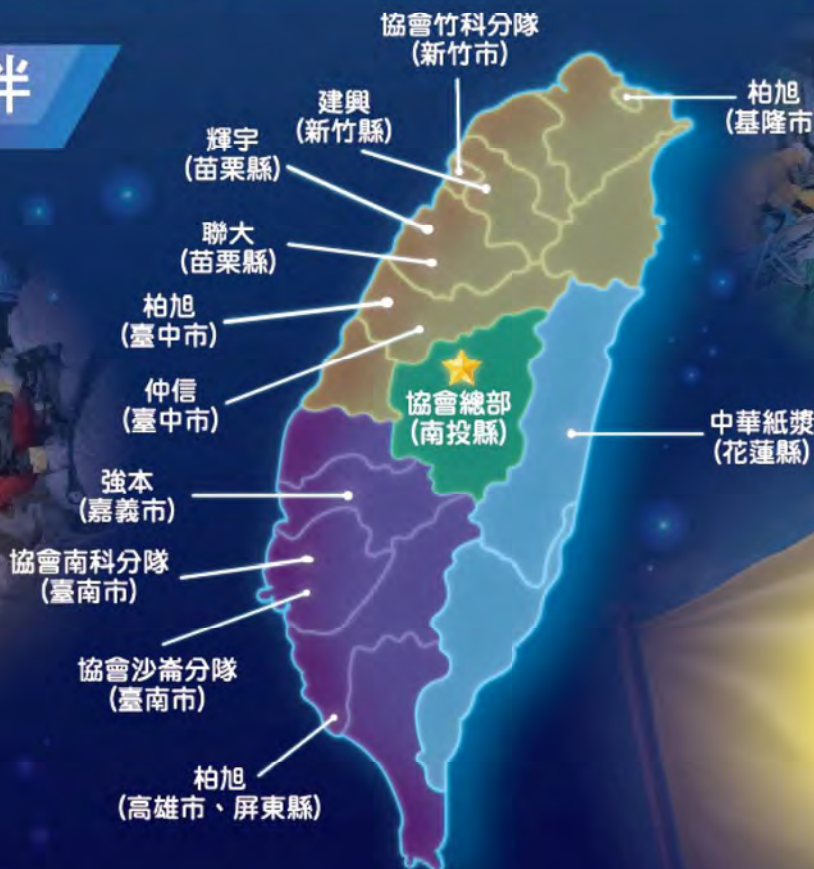 伴
協會竹科分隊
(新竹市)
建興
(新竹縣)
柏旭
(基隆市)
輝宇
(苗栗縣)
聯大
(苗栗縣)
柏旭
(臺中市)
仲信
(臺中市)
協會總部
(南投縣)
中華紙漿
(花蓮縣)
強本
(嘉義市)
協會南科分隊
(臺南市)
協會沙崙分隊
(臺南市)
柏旭
(高雄市、屏東縣)